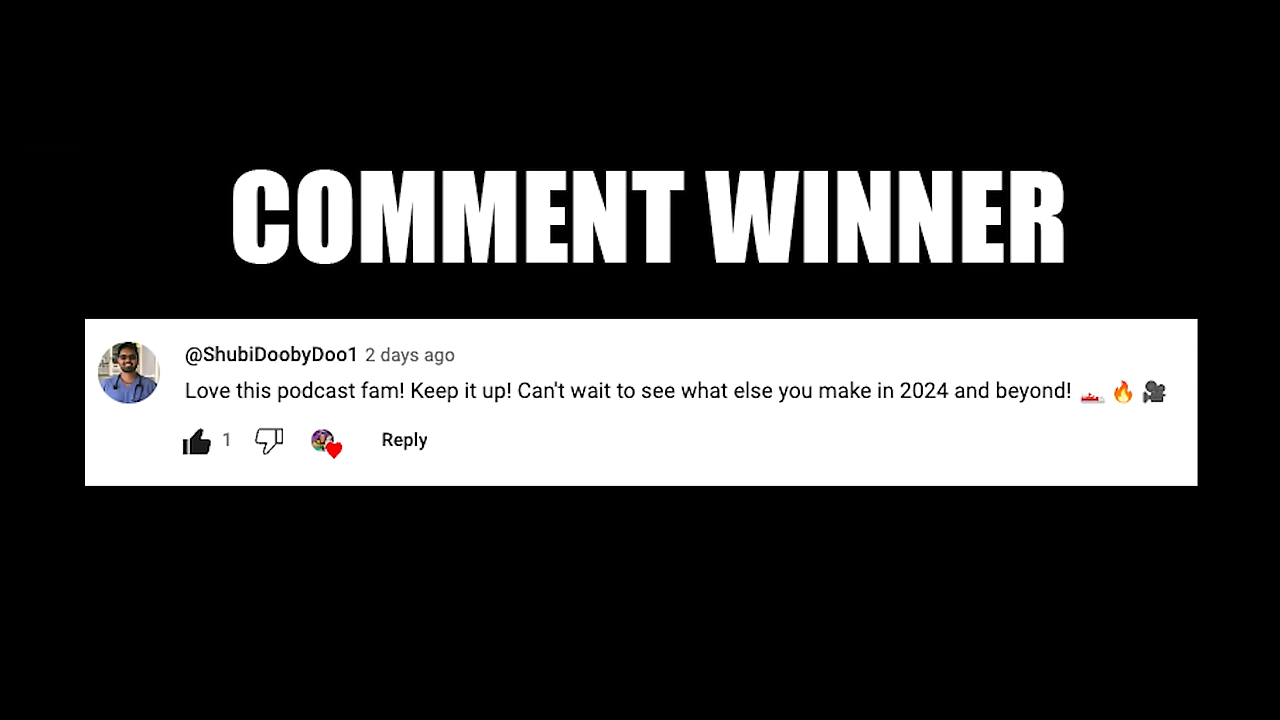 COMMENT WINNER
@ShubiDoobyDoo1 2 days ago
Love this podcast fam! Keep it up! Can't wait to see what else you make in 2024 and beyond! 👟 🔥 🎥
1 Reply